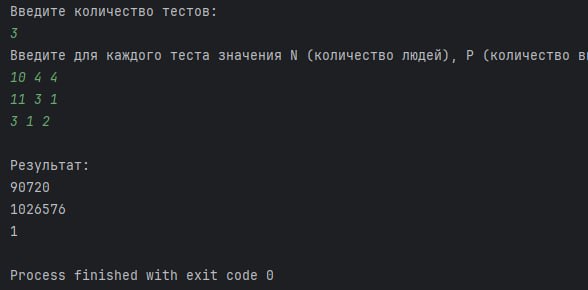 Введите количество тестов:
3
Введите для каждого теста значения N (количество людей), P (количество
10 4 4
11 3 1
3 1 2
Результат:
90720
1026576
1
Process finished with exit code 0